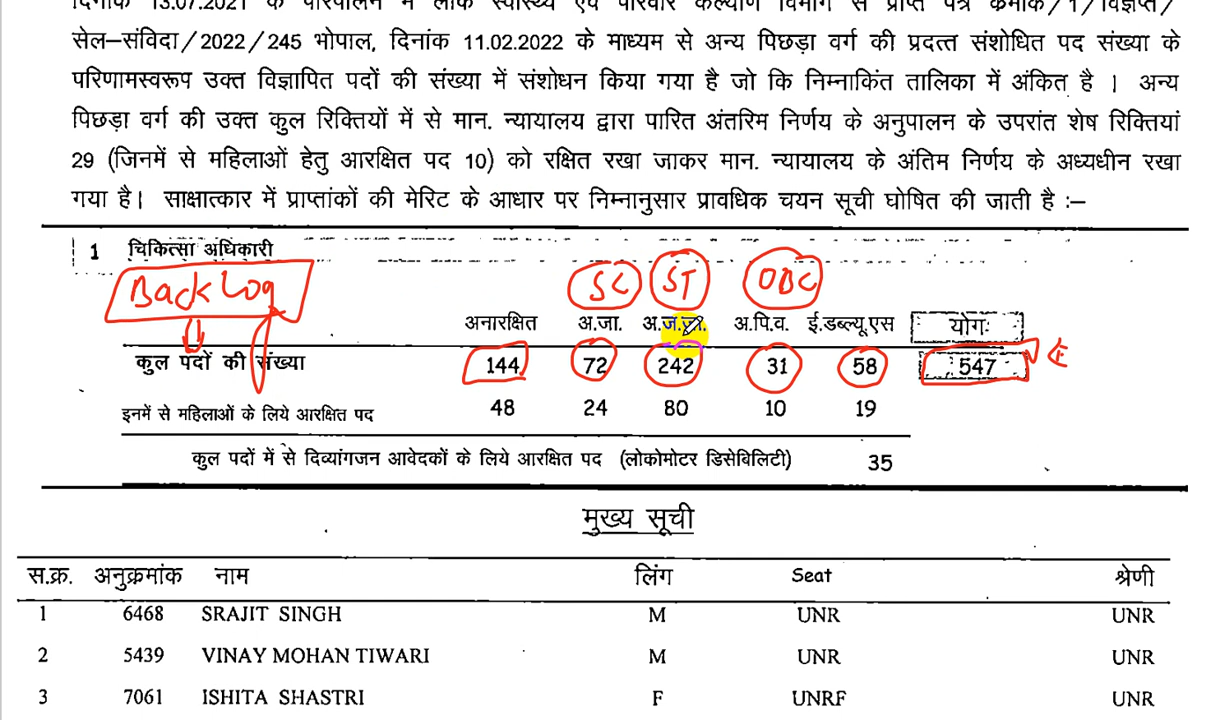 दिनांक 13.07.2021 के परिपालन में लोक स्वास्थ्य एवं परिवार कल्याण विभाग से प्राप्त पत्र क्रमांक/1/विज्ञप्त/
सेल–संविदा/2022/245 भोपाल, दिनांक 11.02.2022 के माध्यम से अन्य पिछड़ा वर्ग की प्रदत्त संशोधित पद संख्या के
परिणामस्वरूप उक्त विज्ञापित पदों की संख्या में संशोधन किया गया है जो कि निम्नाकिंत तालिका में अंकित है । अन्य
पिछड़ा वर्ग की उक्त कुल रिक्तियों में से मान. न्यायालय द्वारा पारित अंतरिम निर्णय के अनुपालन के उपरांत शेष रिक्तियां
29 (जिनमें से महिलाओं हेतु आरक्षित पद 10) को रक्षित रखा जाकर मान. न्यायालय के अंतिम निर्णय के अध्यधीन रखा
गया है। साक्षात्कार में प्राप्तांकों की मेरिट के आधार पर निम्नानुसार प्रावधिक चयन सूची घोषित की जाती है :–
1 चिकित्सा अधिकारी
Back Log SC ST OBC
अनारक्षित अ.जा. अ.ज.जा. अ.पि.व. ई.डब्ल्यू.एस योग:
कुल पदों की संख्या 144 72 242 31 58 547
इनमें से महिलाओं के लिये आरक्षित पद 48 24 80 10 19
कुल पदों में से दिव्यांगजन आवेदकों के लिये आरक्षित पद (लोकोमोटर डिसेबिलिटी) 35
मुख्य सूची
स.क्र. अनुक्रमांक नाम लिंग Seat श्रेणी
1 6468 SRAJIT SINGH M UNR UNR
2 5439 VINAY MOHAN TIWARI M UNR UNR
3 7061 ISHITA SHASTRI F UNRF UNR